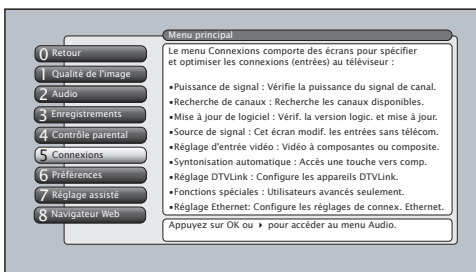 Menu principal
0 Retour
1 Qualité de l'image
2 Audio
3 Enregistrements
4 Contrôle parental
5 Connexions
6 Préférences
7 Réglage assisté
8 Navigateur Web
Le menu Connexions comporte des écrans pour spécifier
et optimiser les connexions (entrées) au téléviseur :
▪Puissance de signal : Vérifie la puissance du signal de canal.
▪Recherche de canaux : Recherche les canaux disponibles.
▪Mise à jour de logiciel : Vérif. la version logic. et mise à jour.
▪Source de signal : Cet écran modif. les entrées sans télécom.
▪Réglage d'entrée vidéo : Vidéo à composantes ou composite.
▪Syntonisation automatique : Accès une touche vers comp.
▪Réglage DTVLink : Configure les appareils DTVLink.
▪Fonctions spéciales : Utilisateurs avancés seulement.
▪Réglage Ethernet: Configure les réglages de connex. Ethernet.
Appuyez sur OK ou ▸ pour accéder au menu Audio.